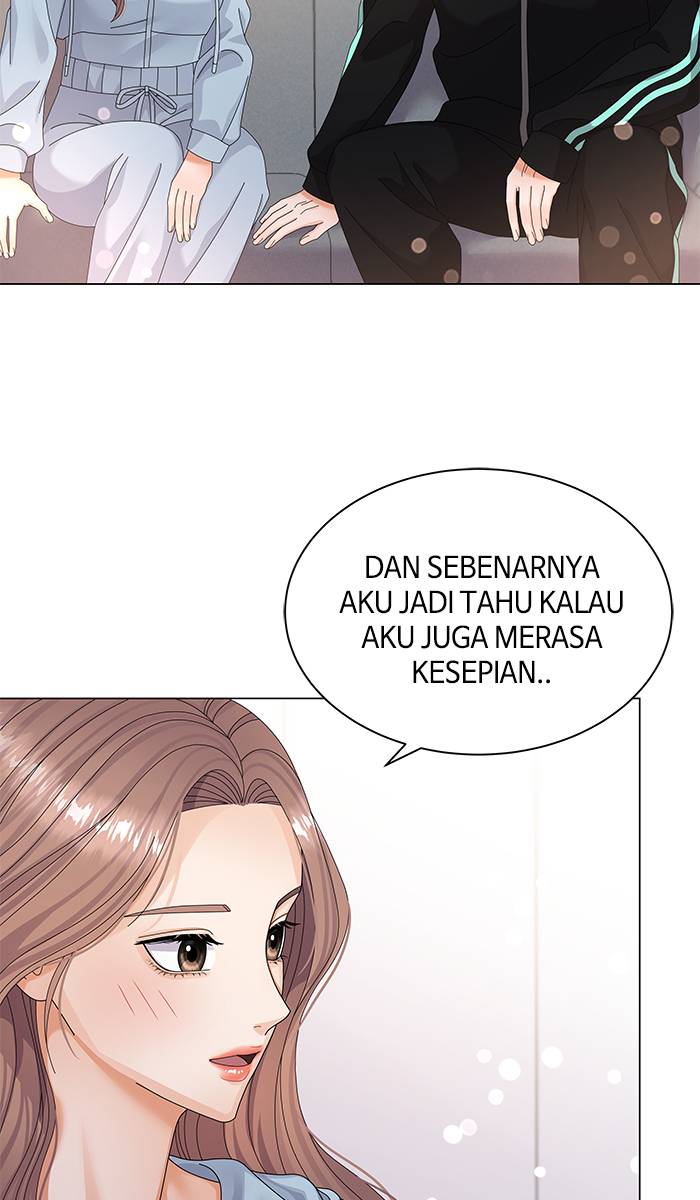 DAN SEBENARNYA
AKU JADI TAHU KALAU
AKU JUGA MERASA
KESEPIAN..